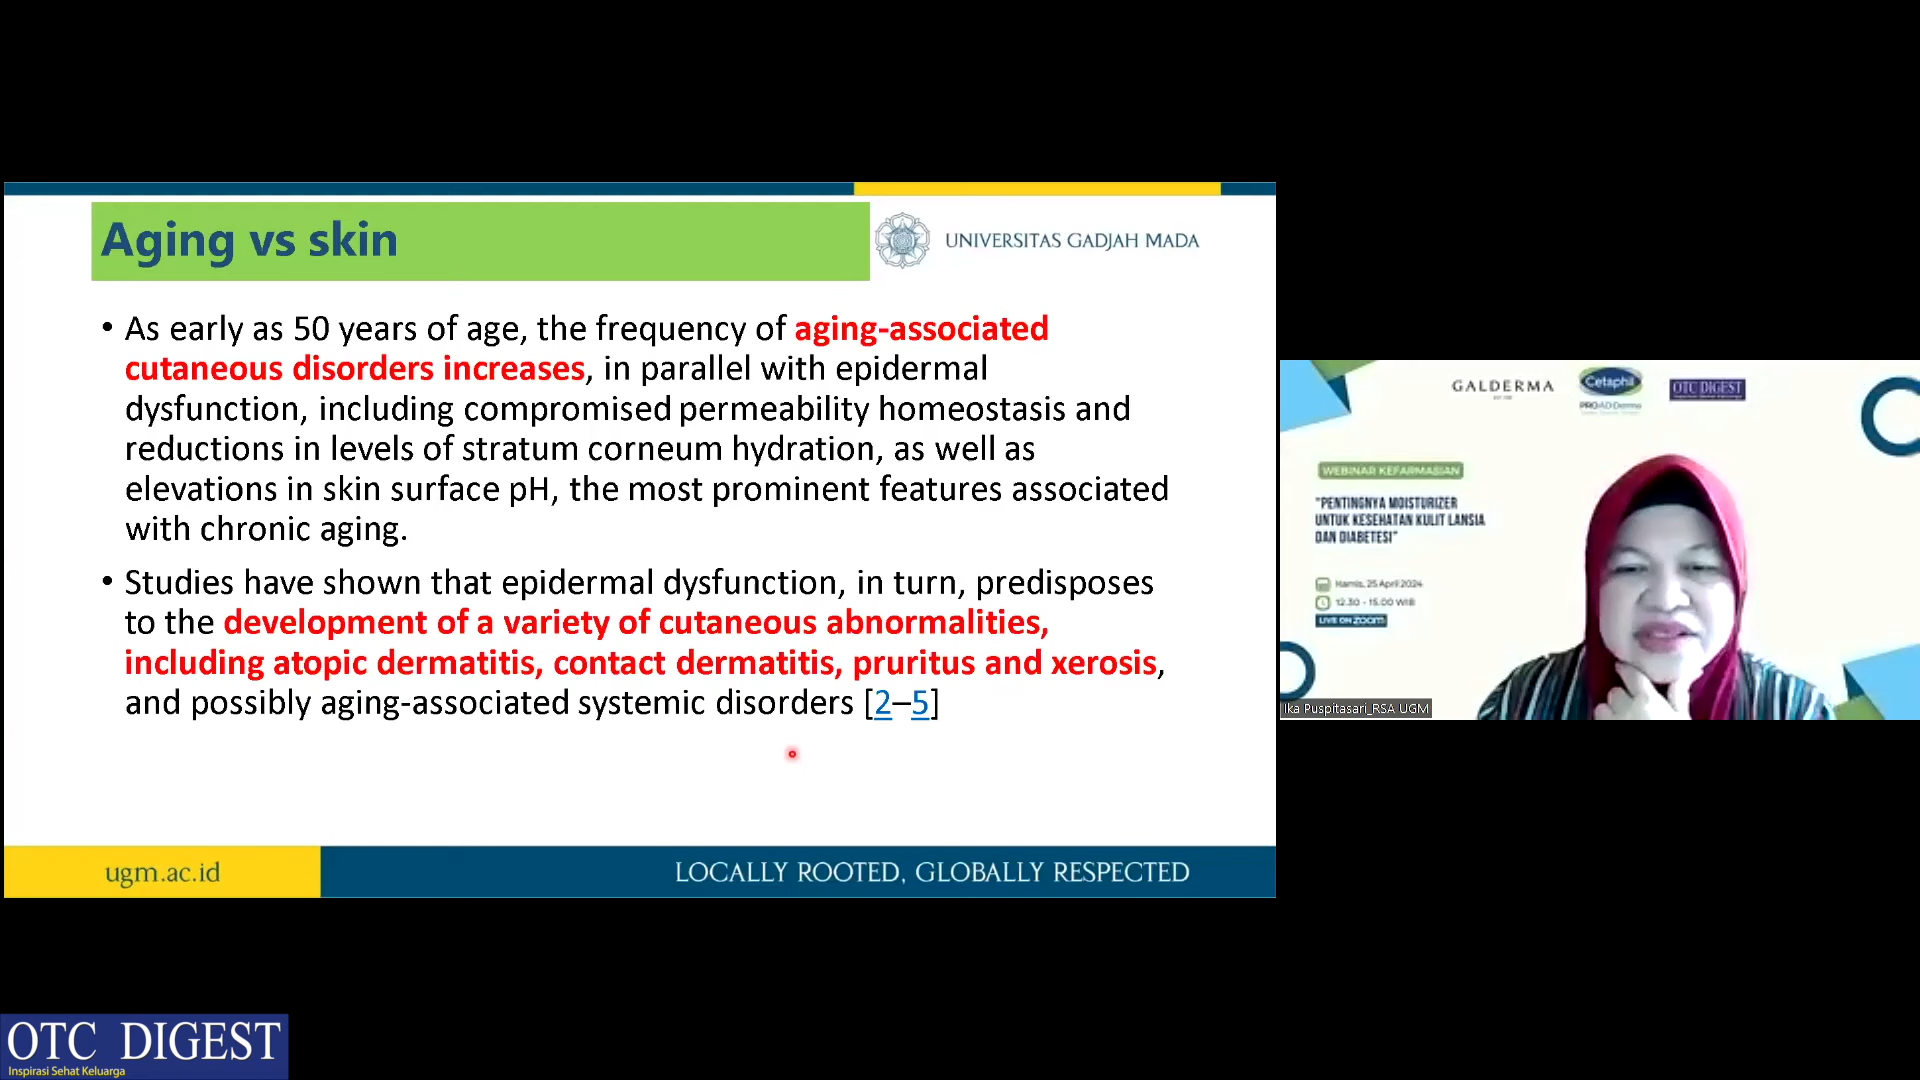 Aging vs skin
UNIVERSITAS GADJAH MADA
• As early as 50 years of age, the frequency of aging-associated
cutaneous disorders increases, in parallel with epidermal
dysfunction, including compromised permeability homeostasis and
reductions in levels of stratum corneum hydration, as well as
elevations in skin surface pH, the most prominent features associated
with chronic aging.
• Studies have shown that epidermal dysfunction, in turn, predisposes
to the development of a variety of cutaneous abnormalities,
including atopic dermatitis, contact dermatitis, pruritus and xerosis,
and possibly aging-associated systemic disorders [2–5]
ugm.ac.id
LOCALLY ROOTED, GLOBALLY RESPECTED
GALDERMA
Cetaphil
PRO AD Derma
OTC DIGEST
WEBINAR KEFARMASIAN
"PENTINGNYA MOISTURIZER
UNTUK KESEHATAN KULIT LANSIA
DAN DIABETESI"
Kamis, 25 April 2024
12.30 - 15.00 WIB
LIVE ON zoom
Ika Puspitasari_RSA UGM
OTC DIGEST
Inspirasi Sehat Keluarga